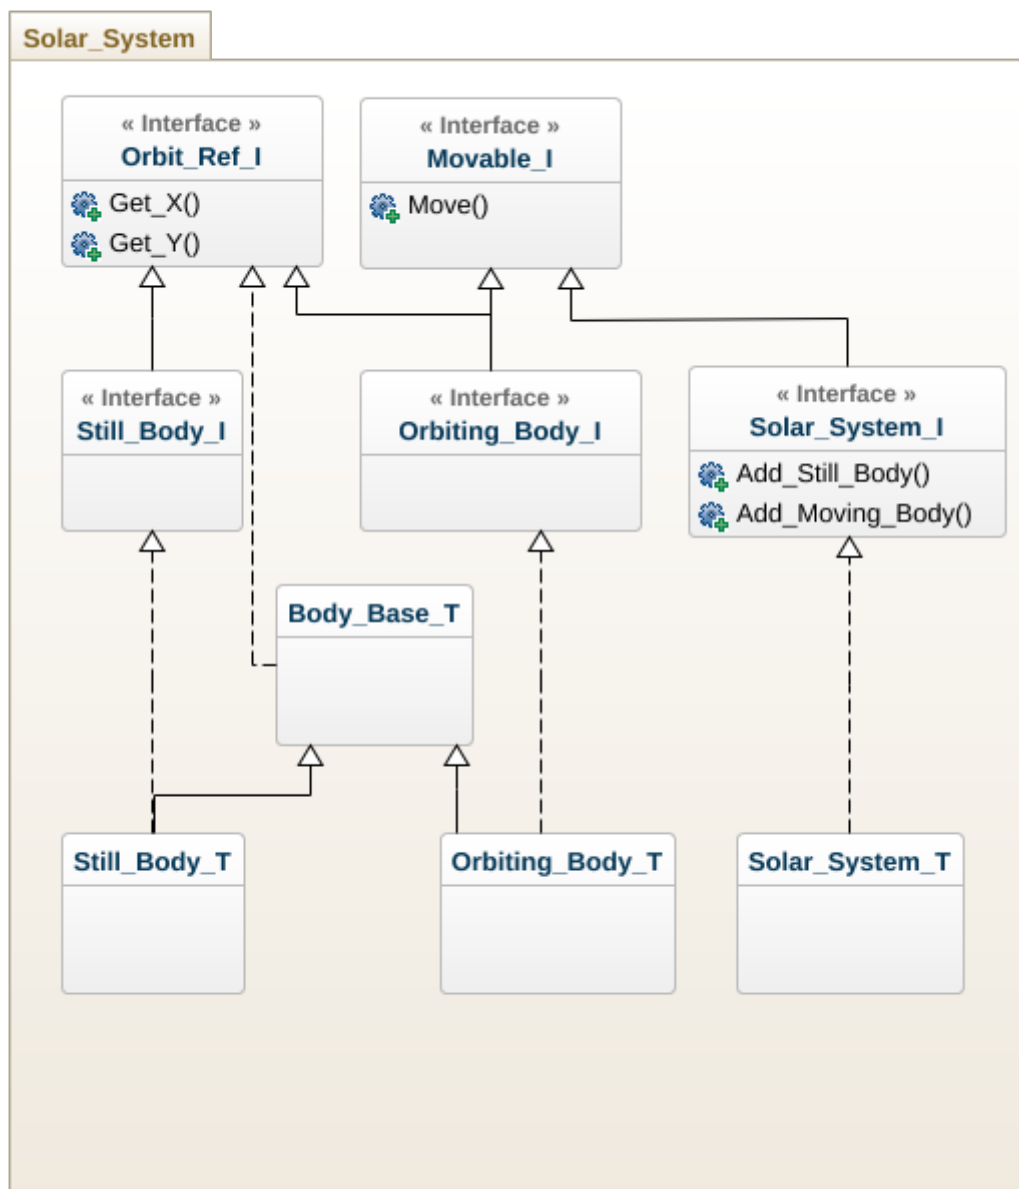 Solar_System
« Interface »
Orbit_Ref_I
Get_X()
Get_Y()
« Interface »
Movable_I
Move()
« Interface »
Still_Body_I
« Interface »
Orbiting_Body_I
« Interface »
Solar_System_I
Add_Still_Body()
Add_Moving_Body()
Body_Base_T
Still_Body_T
Orbiting_Body_T
Solar_System_T